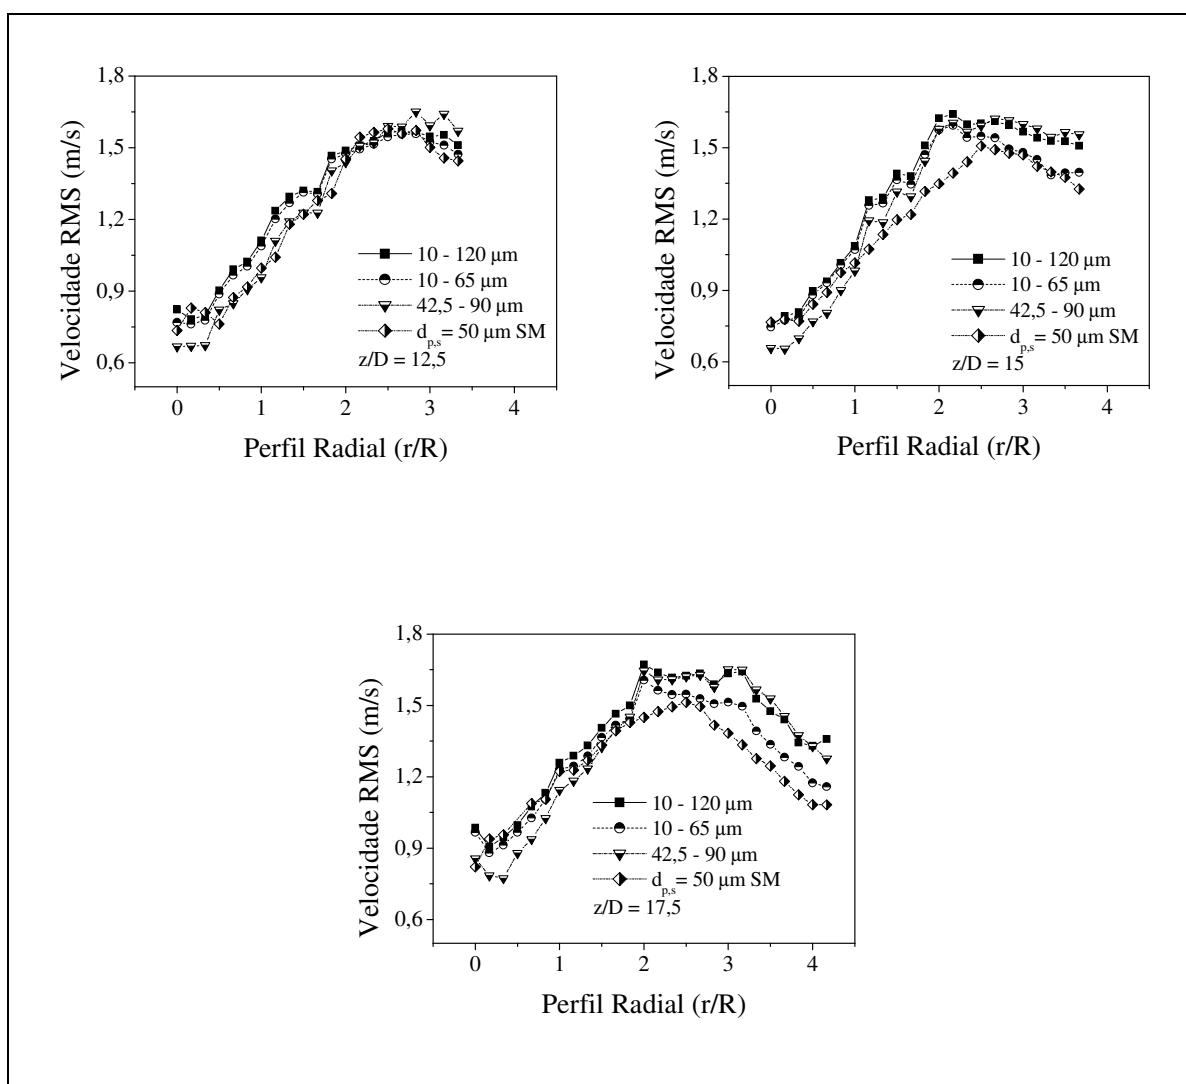 1,8
1,5
1,2
0,9
0,6
Velocidade RMS (m/s)
10 - 120 µm
10 - 65 µm
42,5 - 90 µm
dp,s= 50 µm SM
z/D = 12,5
0 1 2 3 4
Perfil Radial (r/R)
1,8
1,5
1,2
0,9
0,6
Velocidade RMS (m/s)
10 - 120 µm
10 - 65 µm
42,5 - 90 µm
dp,s= 50 µm SM
z/D = 15
0 1 2 3 4
Perfil Radial (r/R)
1,8
1,5
1,2
0,9
0,6
Velocidade RMS (m/s)
10 - 120 µm
10 - 65 µm
42,5 - 90 µm
dp,s= 50 µm SM
z/D = 17,5
0 1 2 3 4
Perfil Radial (r/R)